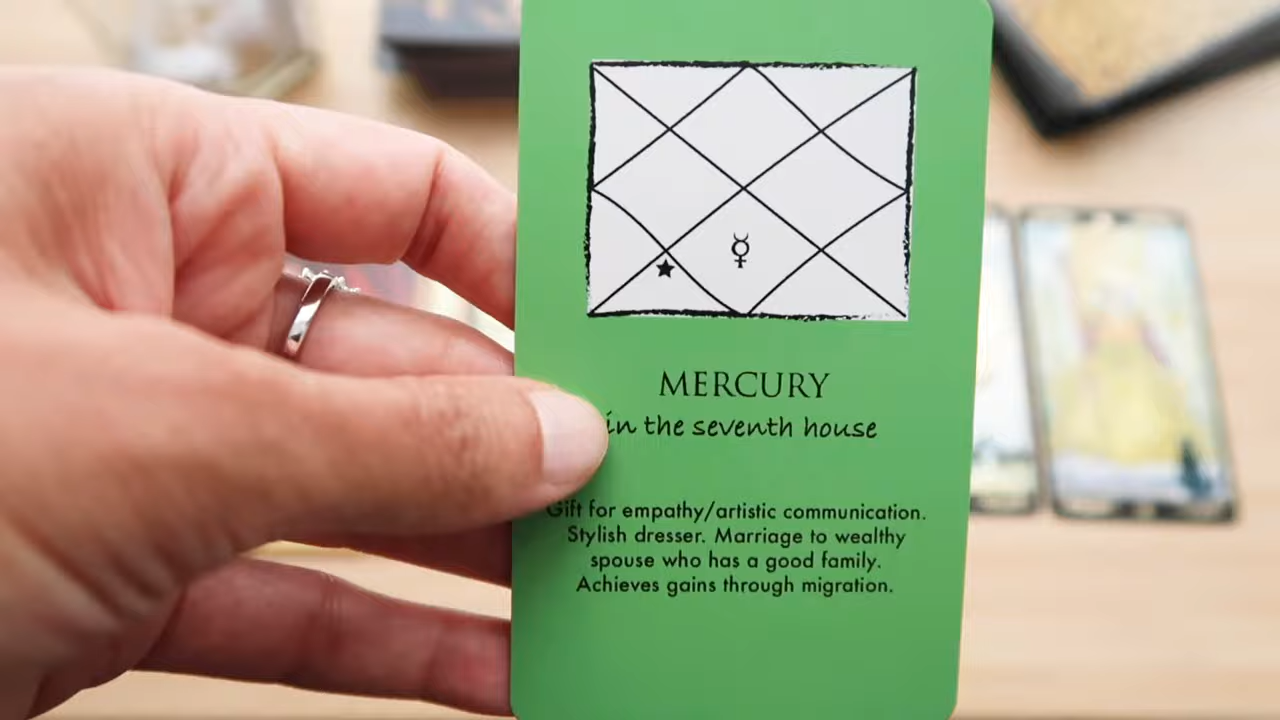 MERCURY
in the seventh house
Gift for empathy/artistic communication.
Stylish dresser. Marriage to wealthy
spouse who has a good family.
Achieves gains through migration.